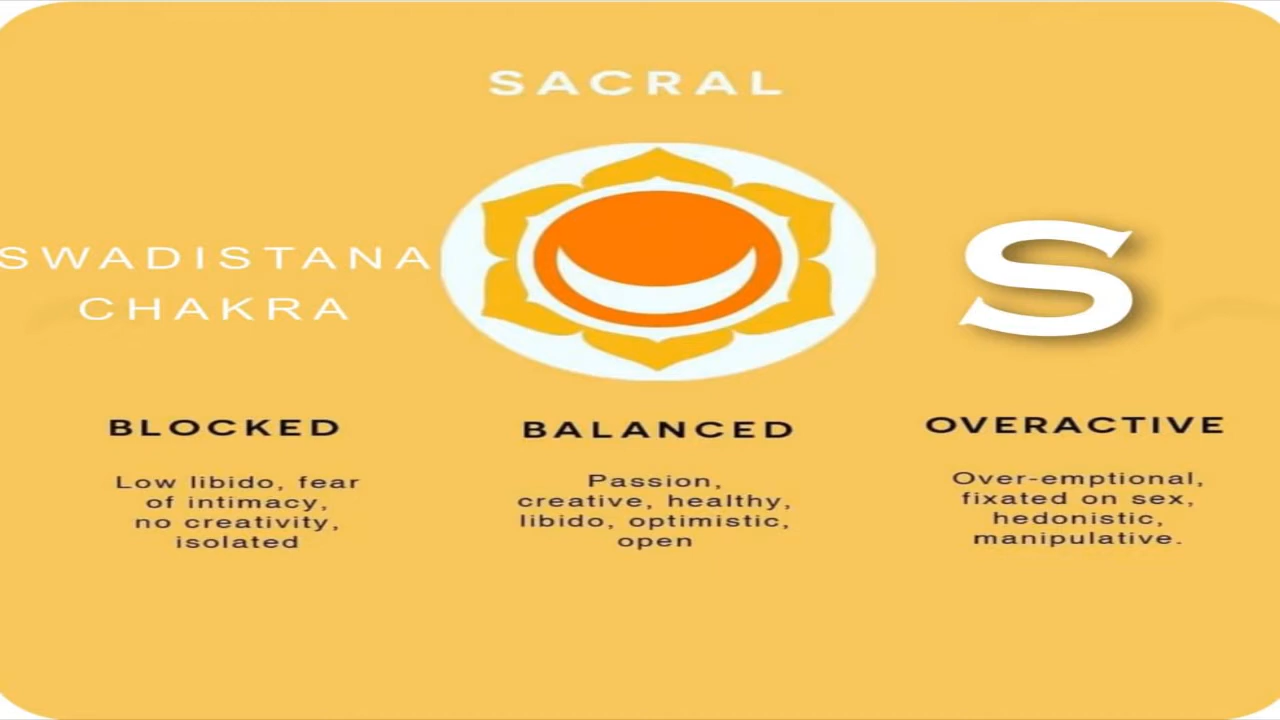 SACRAL
SWADISTANA
CHAKRA
S
BLOCKED
Low libido, fear
of intimacy,
no creativity,
isolated
BALANCED
Passion,
creative, healthy,
libido, optimistic,
open
OVERACTIVE
Over-emptional,
fixated on sex,
hedonistic,
manipulative.